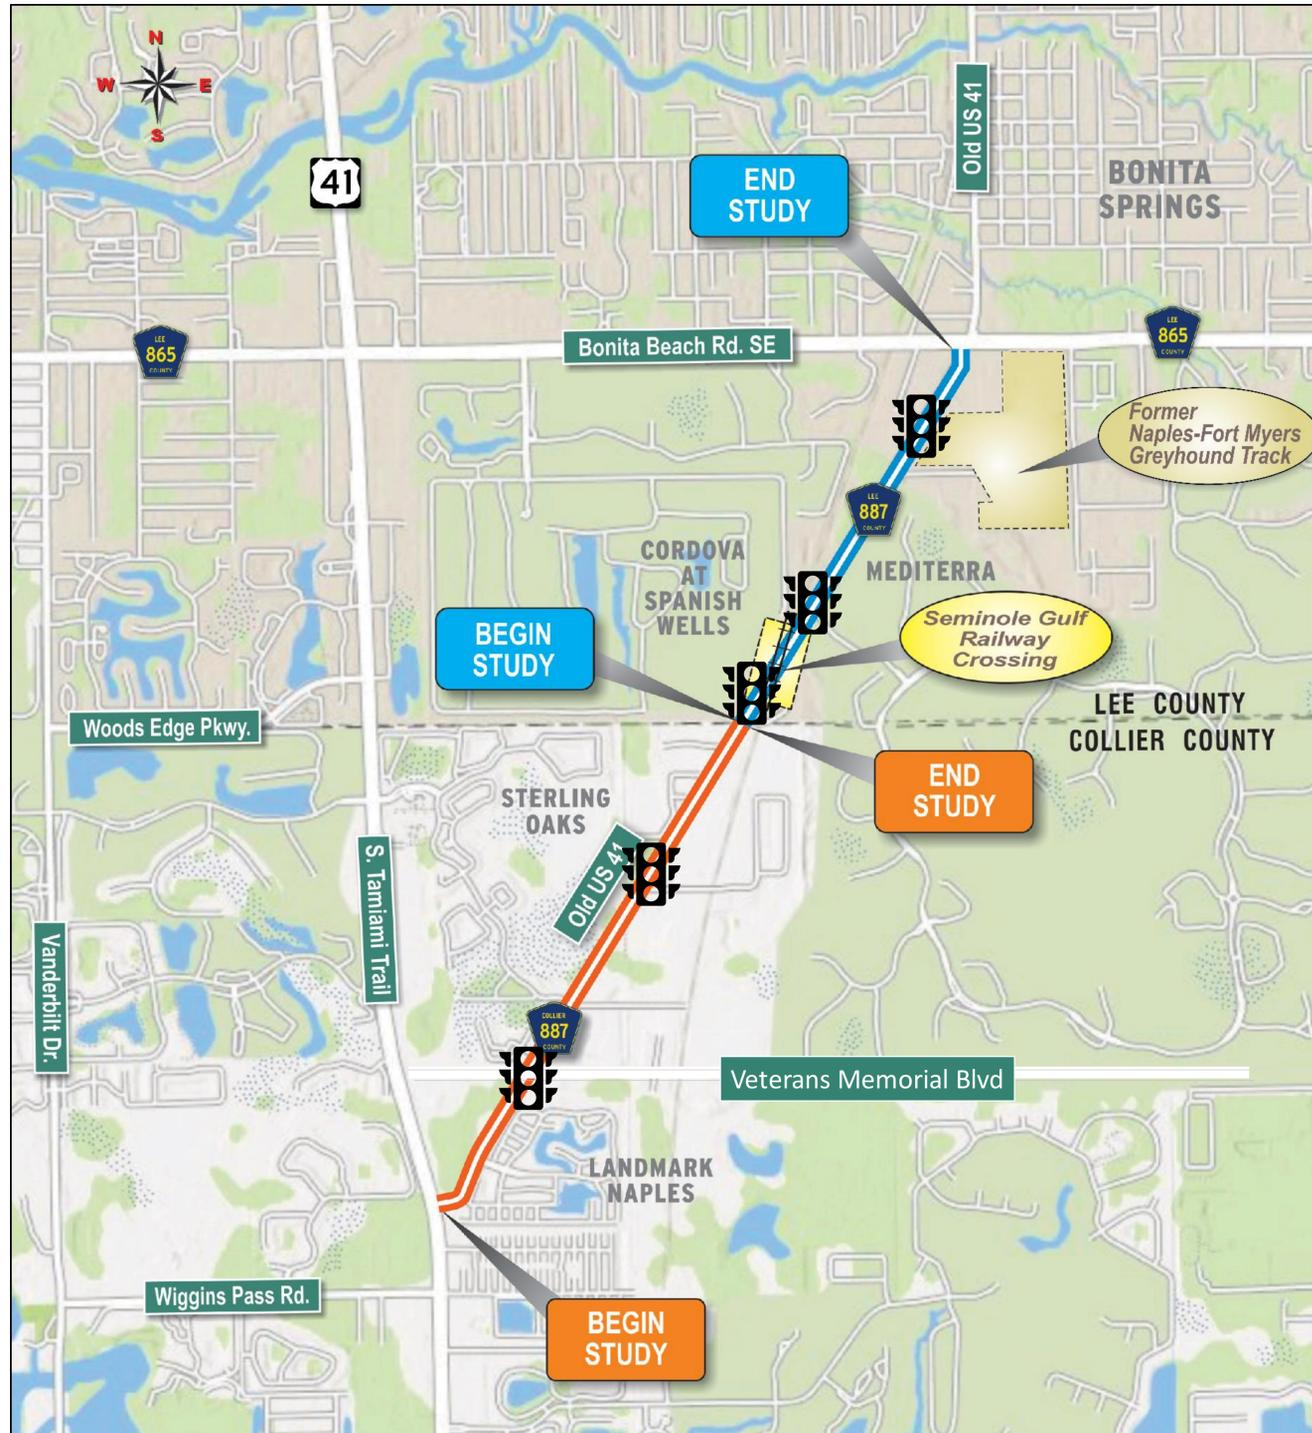 N
W
E
S
41
Old US 41
BONITA
SPRINGS
END
STUDY
LEE
865
COUNTY
Bonita Beach Rd. SE
LEE
865
COUNTY
Former
Naples-Fort Myers
Greyhound Track
LEE
887
COUNTY
CORDOVA
AT
SPANISH
WELLS
MEDITERRA
BEGIN
STUDY
Seminole Gulf
Railway
Crossing
LEE COUNTY
COLLIER COUNTY
Woods Edge Pkwy.
END
STUDY
STERLING
OAKS
Old US 41
S. Tamiami Trail
Vanderbilt Dr.
COLLIER
887
COUNTY
Veterans Memorial Blvd
LANDMARK
NAPLES
Wiggins Pass Rd.
BEGIN
STUDY